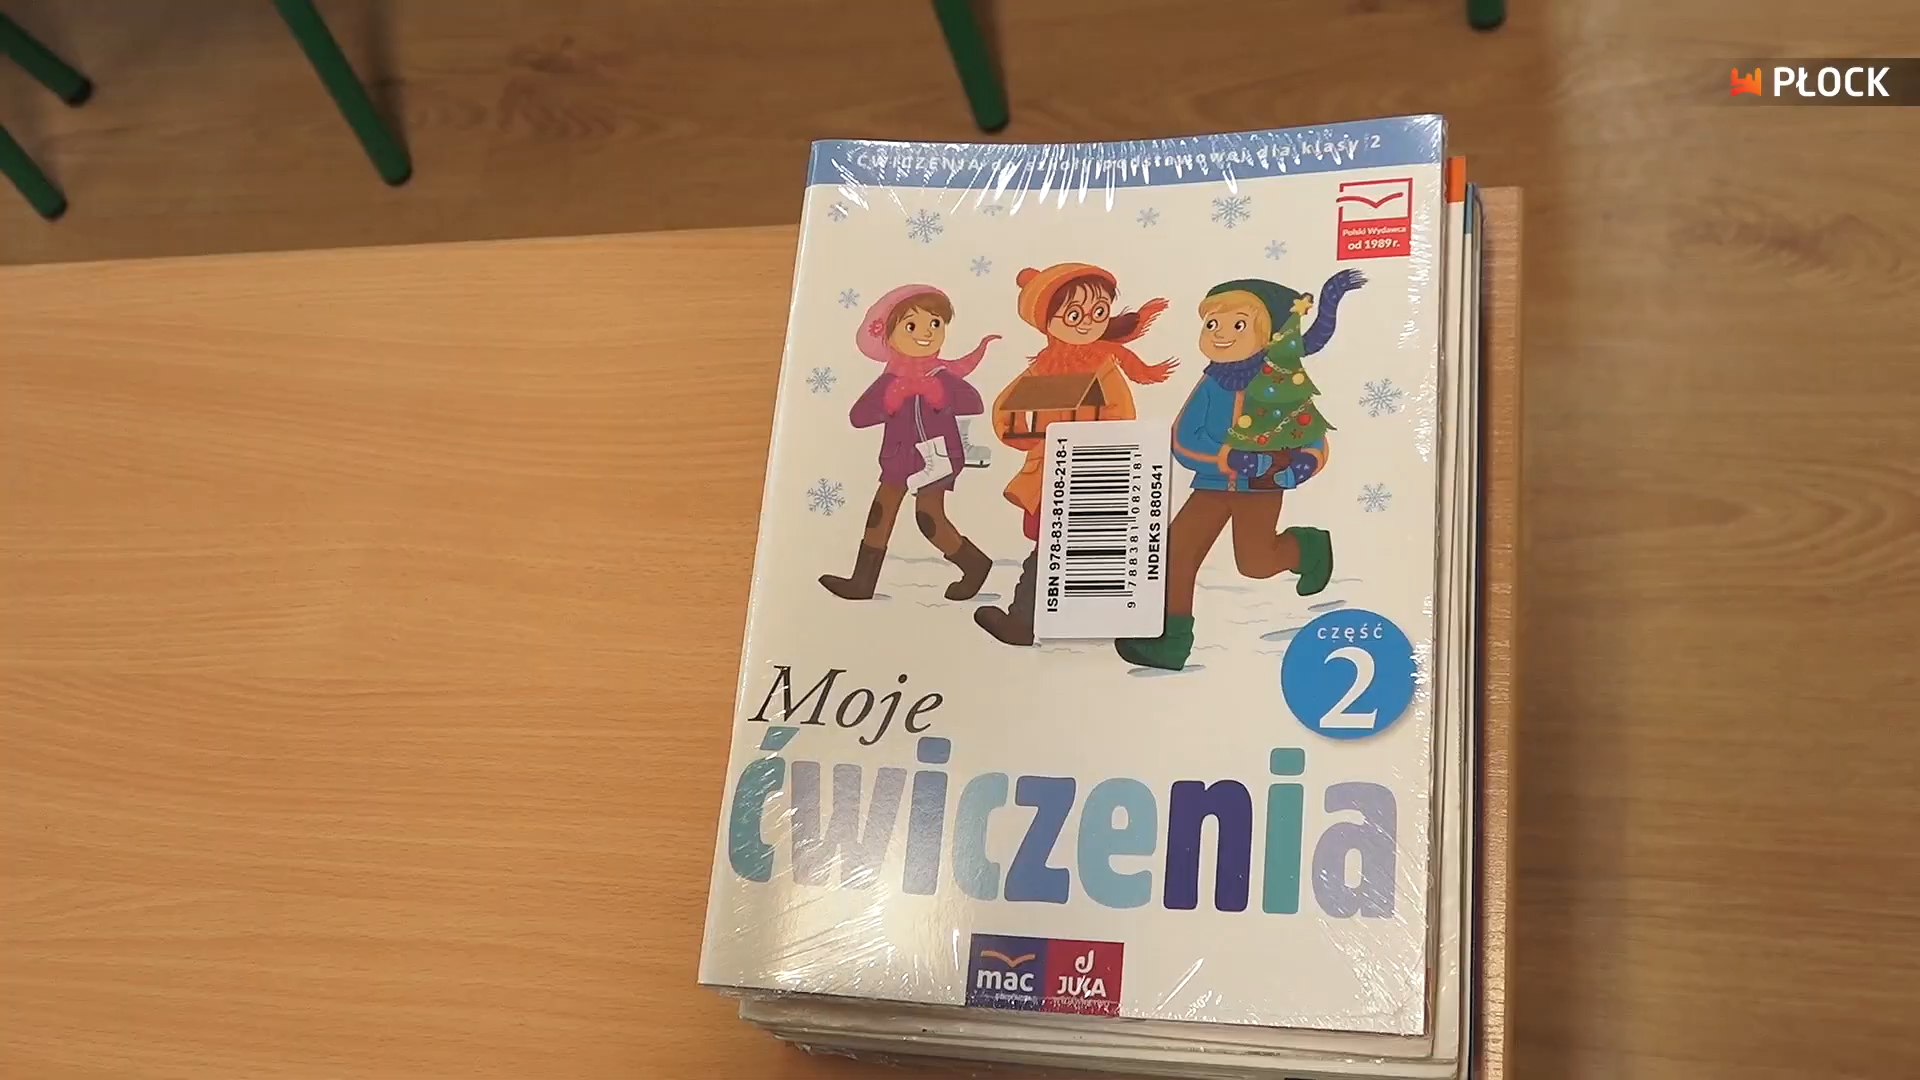 PŁOCK
ĆWICZENIA do szkoły podstawowej dla klasy 2
Polski Wydawca
od 1989 r.
ISBN 978-83-8108-218-1
9 788381 082181
INDEKS 880541
część
2
Moje
ćwiczenia
mac
JUKA